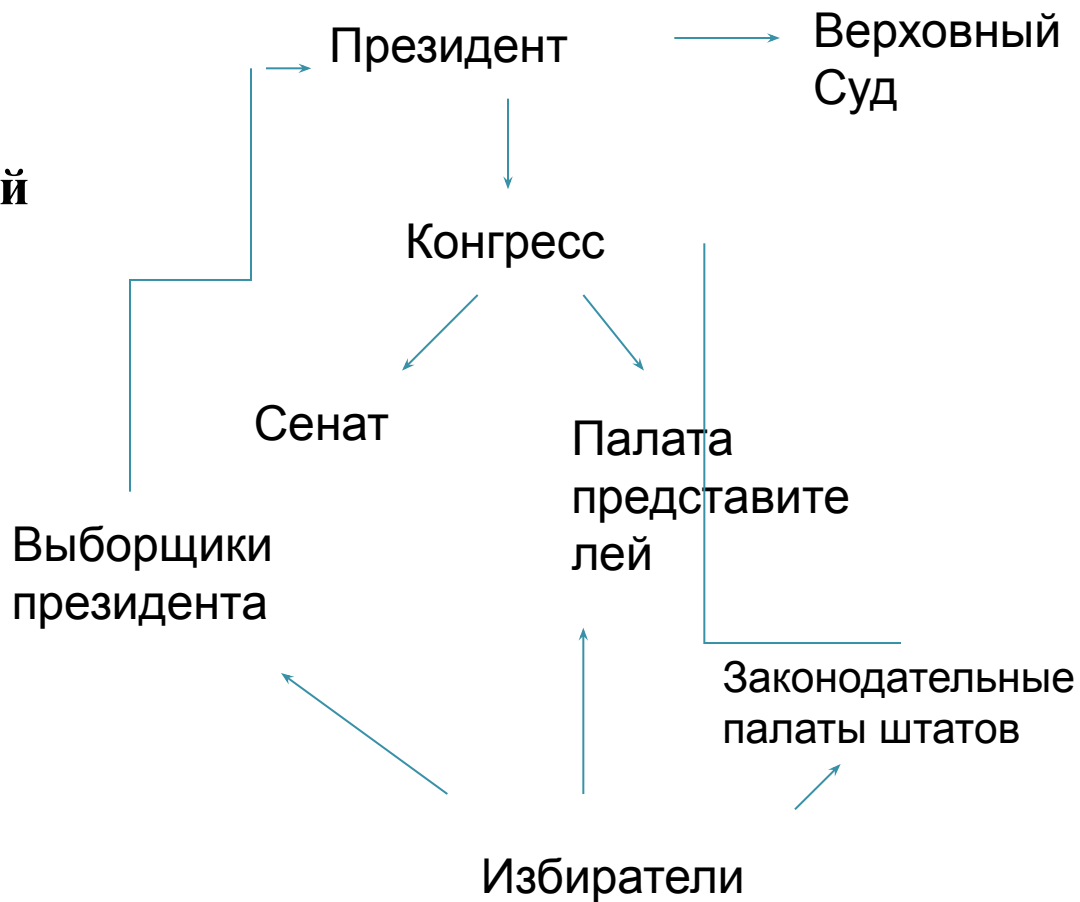 Президент
Верховный
Суд
й
Конгресс
Сенат
Палата
представите
лей
Выборщики
президента
Законодательные
палаты штатов
Избиратели